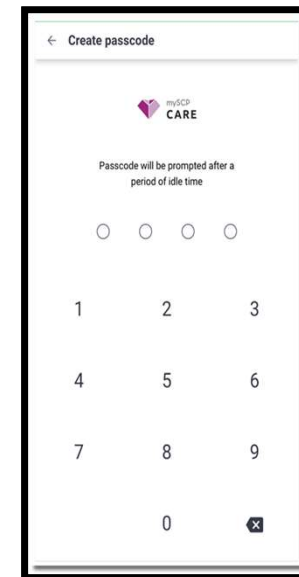 Create passcode
mySCP
CARE
Passcode will be prompted after a
period of idle time
1 2 3
4 5 6
7 8 9
0